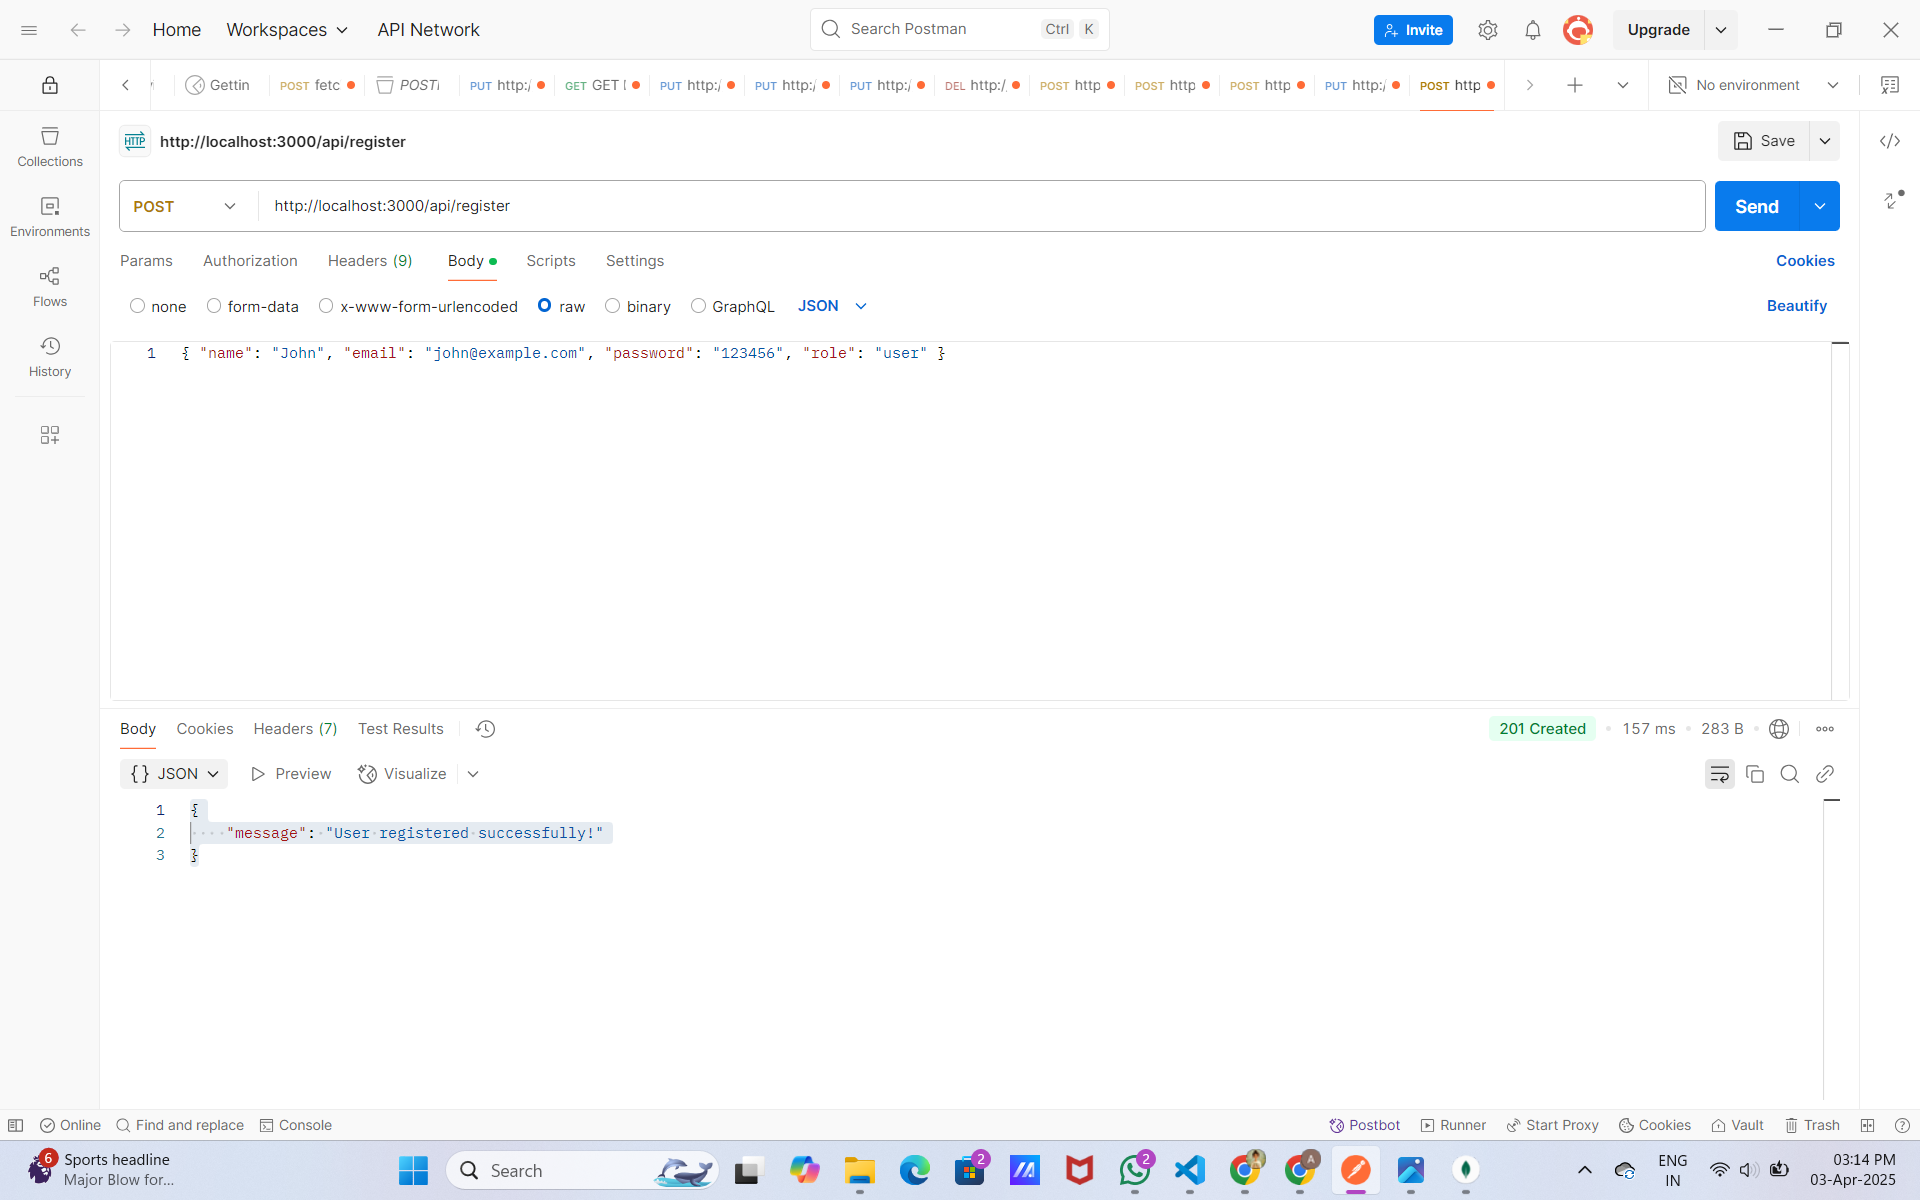 Home Workspaces API Network Search Postman Ctrl K Invite Upgrade
Gettin POST fetc POST PUT http:/ GET GET PUT http:/ PUT http:/ PUT http:/ DEL http:/ POST http POST http POST http PUT http:/ POST http No environment
Collections
Environments
Flows
History
http://localhost:3000/api/register Save
POST http://localhost:3000/api/register Send
Params Authorization Headers (9) Body Scripts Settings Cookies
none form-data x-www-form-urlencoded raw binary GraphQL JSON Beautify
1 { "name": "John", "email": "john@example.com", "password": "123456", "role": "user" }
Body Cookies Headers (7) Test Results 201 Created 157 ms 283 B
{} JSON Preview Visualize
1 {
2 "message": "User registered successfully!"
3 }
Online Find and replace Console Postbot Runner Start Proxy Cookies Vault Trash
6 Sports headline
Major Blow for...
Search
2
2
A
ENG
IN
03:14 PM
03-Apr-2025